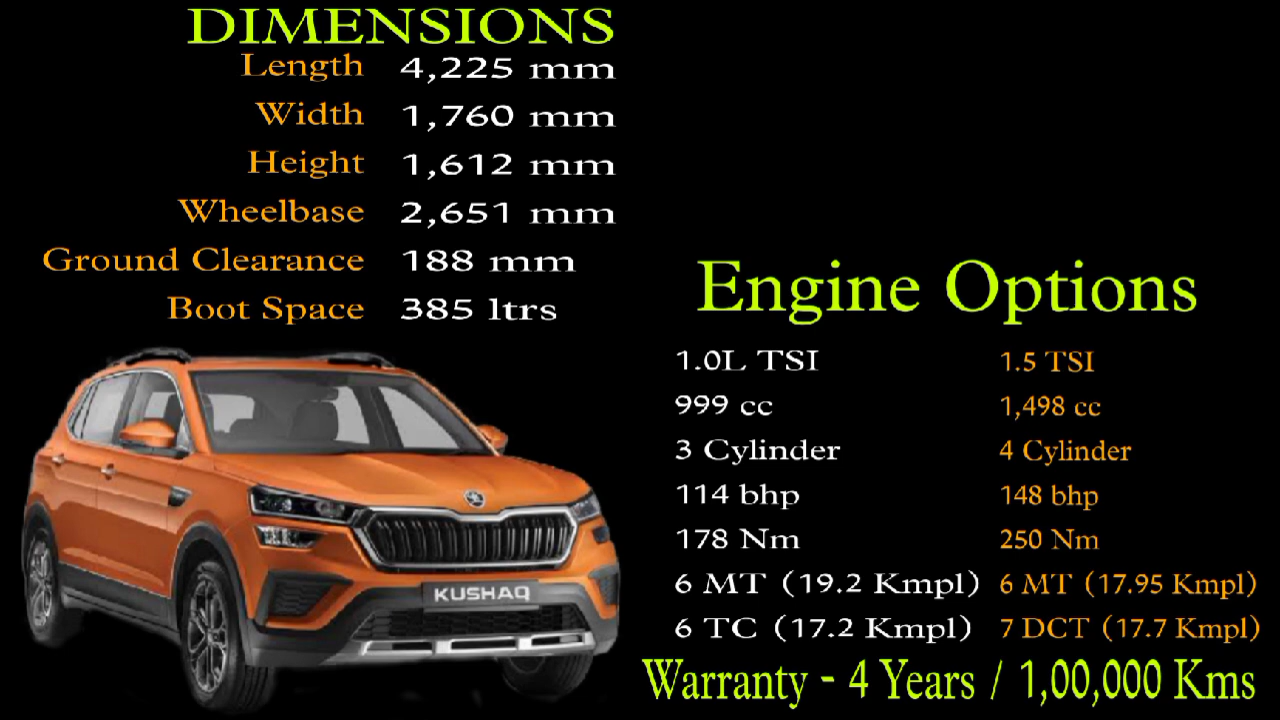 DIMENSIONS
Length 4,225 mm
Width 1,760 mm
Height 1,612 mm
Wheelbase 2,651 mm
Ground Clearance 188 mm
Boot Space 385 ltrs
KUSHAQ
Engine Options
1.0L TSI 1.5 TSI
999 cc 1,498 cc
3 Cylinder 4 Cylinder
114 bhp 148 bhp
178 Nm 250 Nm
6 MT (19.2 Kmpl) 6 MT (17.95 Kmpl)
6 TC (17.2 Kmpl) 7 DCT (17.7 Kmpl)
Warranty - 4 Years / 1,00,000 Kms